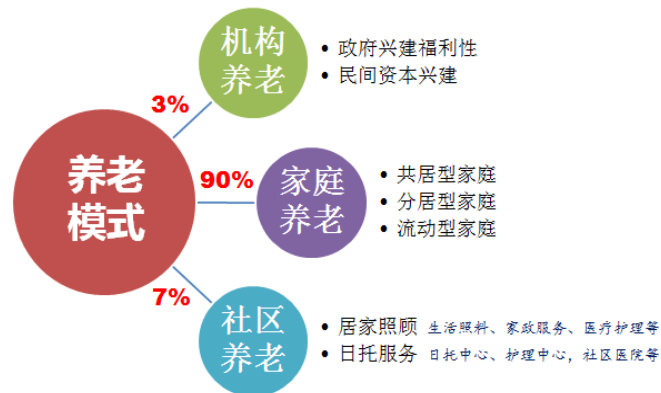 养老
模式
3%
机构
养老
• 政府兴建福利性
• 民间资本兴建
90%
家庭
养老
• 共居型家庭
• 分居型家庭
• 流动型家庭
7%
社区
养老
• 居家照顾 生活照料、家政服务、医疗护理等
• 日托服务 日托中心、护理中心，社区医院等